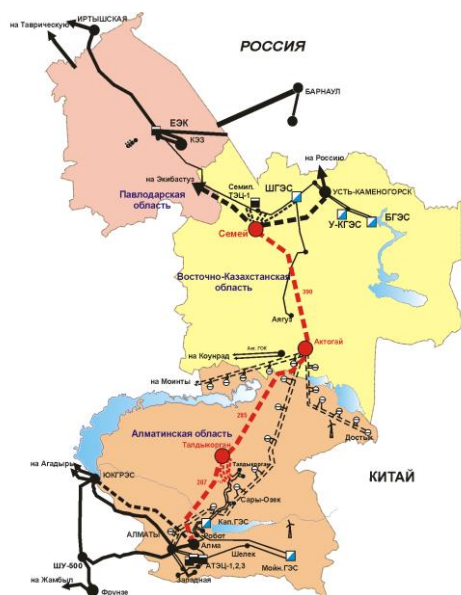 на Таврическую
ИРТЫШСКАЯ
РОССИЯ
БАРНАУЛ
ЕЭК
КЭЗ
на Экибастуз
Павлодарская
область
Семип.
ТЭЦ-1
ШГЭС
на Россию
УСТЬ-КАМЕНОГОРСК
У-КГЭС
БГЭС
Семей
Восточно-Казахстанская
область
Аягуз
Актогай
на Коунрад
на Моинты
Достык
Алматинская область
Талдыкорган
Талдыкорган
КИТАЙ
на Агадырь
ЮКГРЭС
Сары-Озек
Кап.ГЭС
Робот
АЛМАТЫ
Алма
Шелек
ШУ-500
АТЭЦ-1,2,3
Мойн.ГЭС
Западная
на Жамбыл
Фрунзе